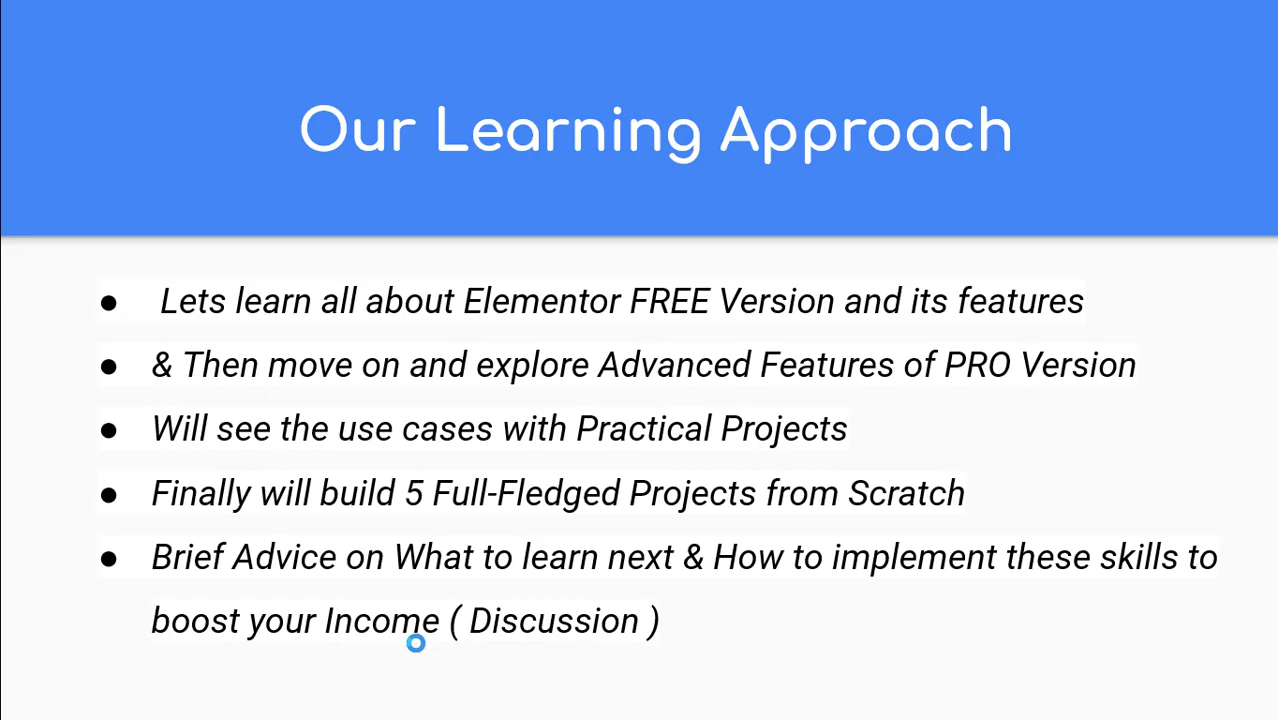 Our Learning Approach
● Lets learn all about Elementor FREE Version and its features
● & Then move on and explore Advanced Features of PRO Version
● Will see the use cases with Practical Projects
● Finally will build 5 Full-Fledged Projects from Scratch
● Brief Advice on What to learn next & How to implement these skills to
boost your Income ( Discussion )